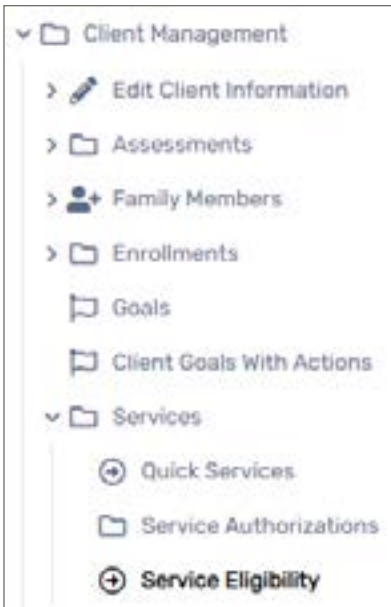 Client Management
Edit Client Information
Assessments
Family Members
Enrollments
Goals
Client Goals With Actions
Services
Quick Services
Service Authorizations
Service Eligibility